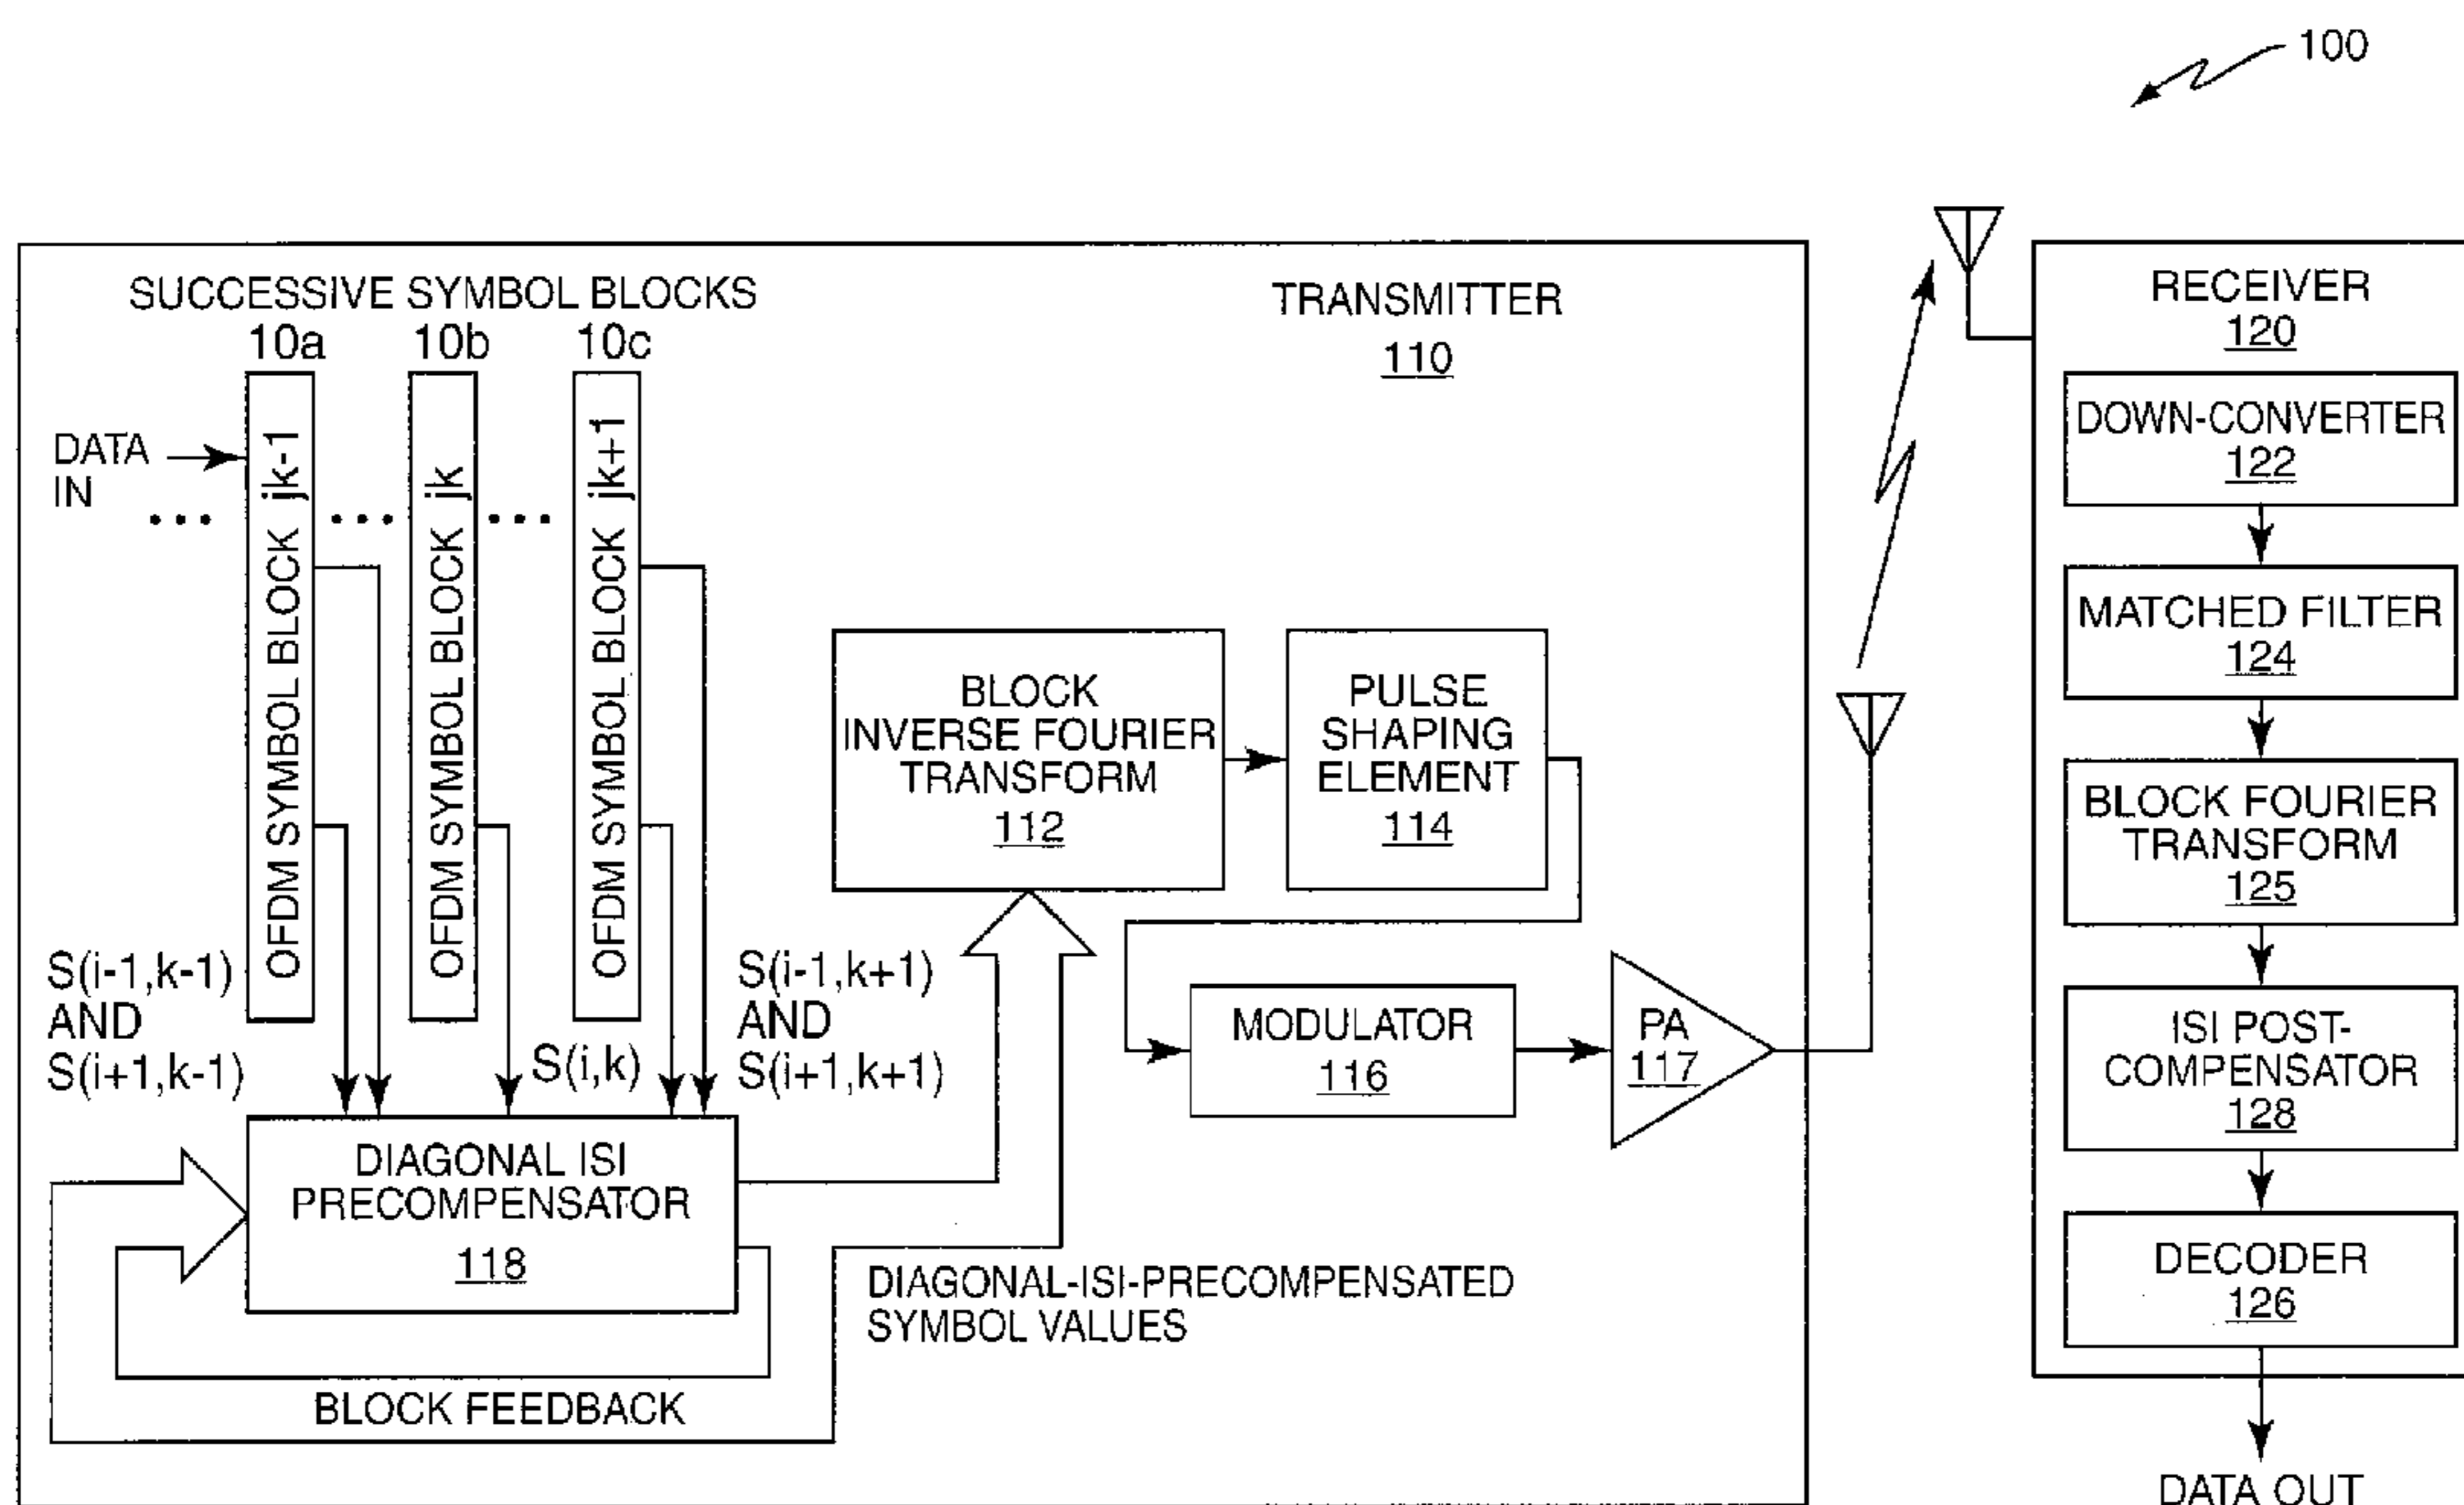 100
SUCCESSIVE SYMBOL BLOCKS
10a 10b 10c
DATA
IN
...
...
...
OFDM SYMBOL BLOCK jk-1
OFDM SYMBOL BLOCK jk
OFDM SYMBOL BLOCK jk+1
S(i-1,k-1)
AND
S(i+1,k-1)
S(i,k)
S(i-1,k+1)
AND
S(i+1,k+1)
DIAGONAL ISI
PRECOMPENSATOR
118
BLOCK FEEDBACK
DIAGONAL-ISI-PRECOMPENSATED
SYMBOL VALUES
TRANSMITTER
110
BLOCK
INVERSE FOURIER
TRANSFORM
112
PULSE
SHAPING
ELEMENT
114
MODULATOR
116
PA
117
RECEIVER
120
DOWN-CONVERTER
122
MATCHED FILTER
124
BLOCK FOURIER
TRANSFORM
125
ISI POST-
COMPENSATOR
128
DECODER
126
DATA OUT